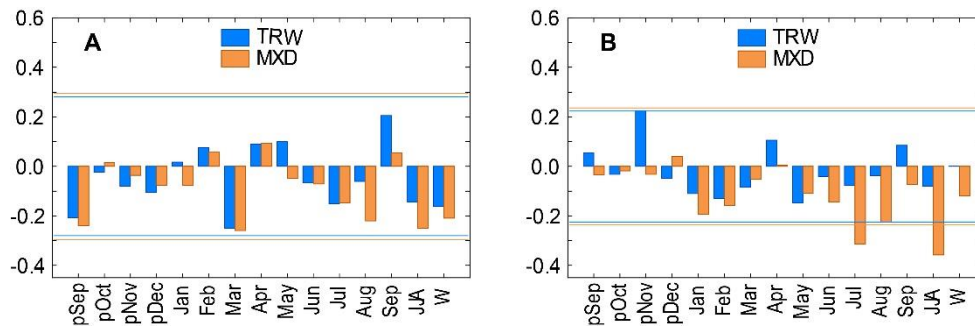 0.6
0.4
0.2
0.0
-0.2
-0.4
A
TRW
MXD
pSep
pOct
pNov
pDec
Jan
Feb
Mar
Apr
May
Jun
Jul
Aug
Sep
JJA
W
0.6
0.4
0.2
0.0
-0.2
-0.4
B
TRW
MXD
pSep
pOct
pNov
pDec
Jan
Feb
Mar
Apr
May
Jun
Jul
Aug
Sep
JJA
W